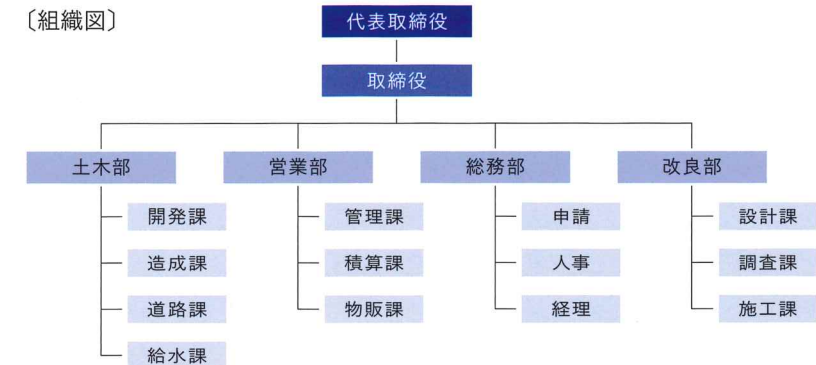 〔組織図〕
代表取締役
取締役
土木部
開発課
造成課
道路課
給水課
営業部
管理課
積算課
物販課
総務部
申請
人事
経理
改良部
設計課
調査課
施工課